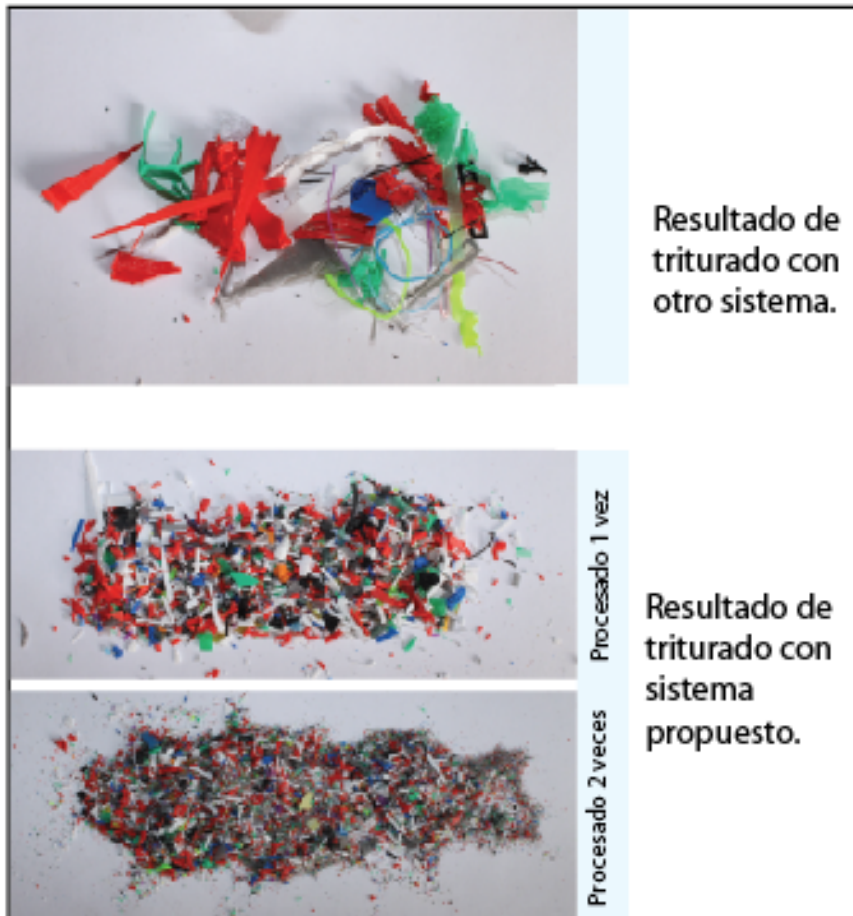 Resultado de
triturado con
otro sistema.
Procesado 1 vez
Resultado de
triturado con
sistema
propuesto.
Procesado 2 veces